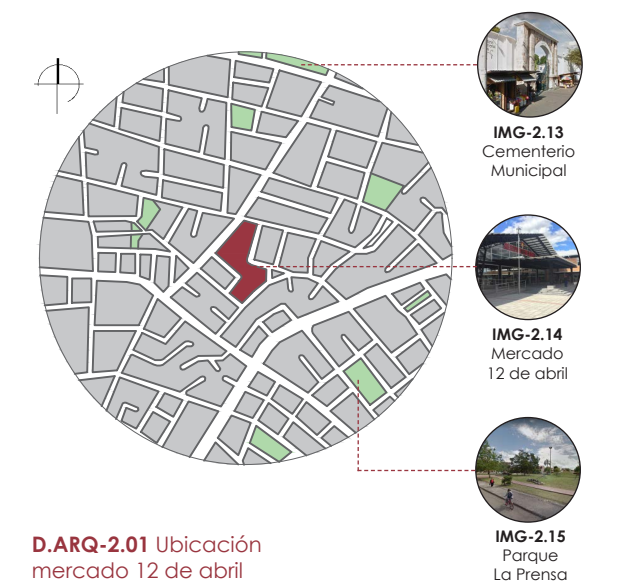 IMG-2.13
Cementerio
Municipal
IMG-2.14
Mercado
12 de abril
IMG-2.15
Parque
La Prensa
D.ARQ-2.01 Ubicación
mercado 12 de abril